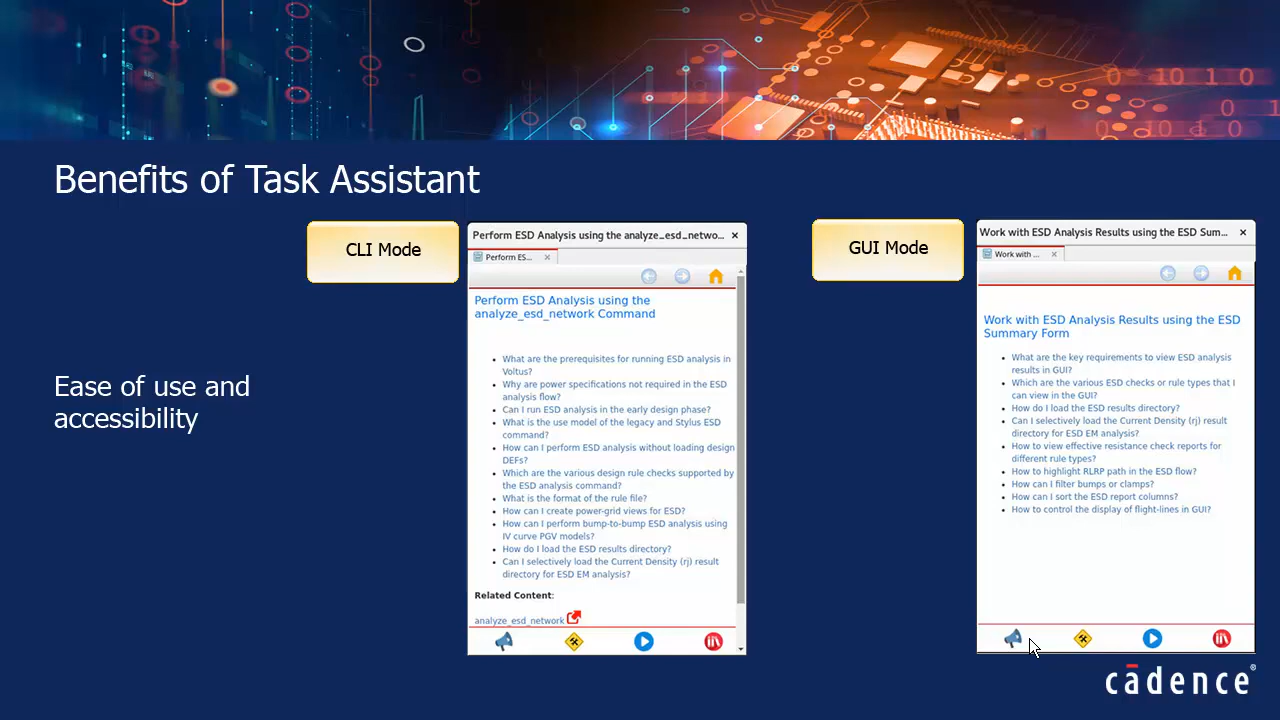 0 10 1 0
Benefits of Task Assistant
CLI Mode
Perform ESD Analysis using the analyze_esd_netwo...
Perform ES...
Perform ESD Analysis using the
analyze_esd_network Command
What are the prerequisites for running ESD analysis in
Voltus?
Why are power specifications not required in the ESD
analysis flow?
Can I run ESD analysis in the early design phase?
What is the use model of the legacy and Stylus ESD
command?
How can I perform ESD analysis without loading design
DEFs?
Which are the various design rule checks supported by
the ESD analysis command?
What is the format of the rule file?
How can I create power-grid views for ESD?
How can I perform bump-to-bump ESD analysis using
IV curve PGV models?
How do I load the ESD results directory?
Can I selectively load the Current Density (rj) result
directory for ESD EM analysis?
Related Content:
analyze_esd_network
GUI Mode
Work with ESD Analysis Results using the ESD Sum...
Work with ...
Work with ESD Analysis Results using the ESD
Summary Form
What are the key requirements to view ESD analysis
results in GUI?
Which are the various ESD checks or rule types that I
can view in the GUI?
How do I load the ESD results directory?
Can I selectively load the Current Density (rj) result
directory for ESD EM analysis?
How to view effective resistance check reports for
different rule types?
How to highlight RLRP path in the ESD flow?
How can I filter bumps or clamps?
How can I sort the ESD report columns?
How to control the display of flight-lines in GUI?
Ease of use and
accessibility
cādence®